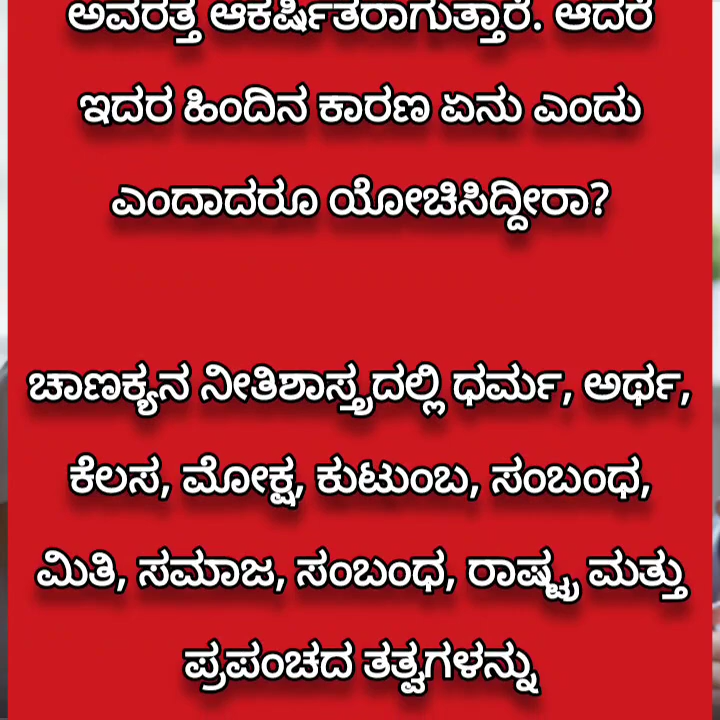 ಅವರತ್ತ ಆಕರ್ಷಿತರಾಗುತ್ತಾರೆ. ಆದರೆ
ಇದರ ಹಿಂದಿನ ಕಾರಣ ಏನು ಎಂದು
ಎಂದಾದರೂ ಯೋಚಿಸಿದ್ದೀರಾ?
ಚಾಣಕ್ಯನ ನೀತಿಶಾಸ್ತ್ರದಲ್ಲಿ ಧರ್ಮ, ಅರ್ಥ,
ಕೆಲಸ, ಮೋಕ್ಷ, ಕುಟುಂಬ, ಸಂಬಂಧ,
ಮಿತಿ, ಸಮಾಜ, ಸಂಬಂಧ, ರಾಷ್ಟ್ರ ಮತ್ತು
ಪ್ರಪಂಚದ ತತ್ವಗಳನ್ನು